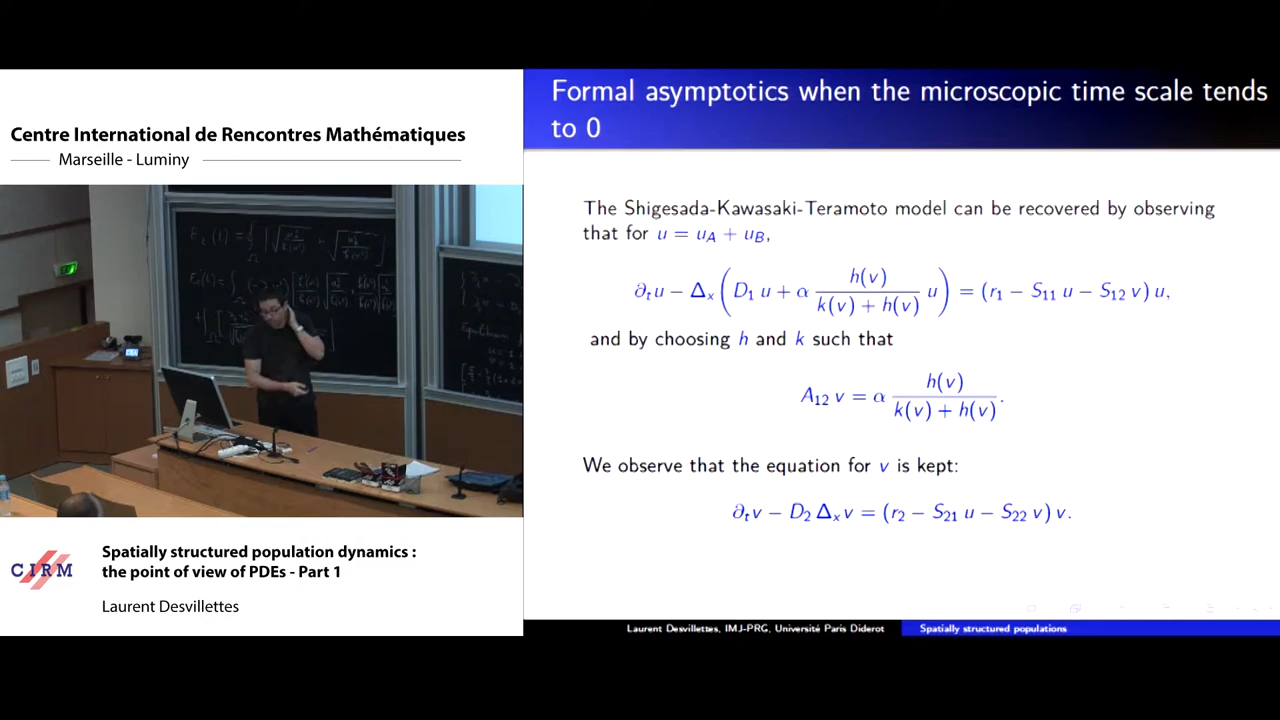 Centre International de Rencontres Mathématiques
Marseille - Luminy
CIRM
Spatially structured population dynamics :
the point of view of PDEs - Part 1
Laurent Desvillettes
Formal asymptotics when the microscopic time scale tends
to 0
The Shigesada-Kawasaki-Teramoto model can be recovered by observing
that for u = u_A + u_B,
∂_t u − Δ_x ( D_1 u + α h(v) / (k(v) + h(v)) u ) = (r_1 − S_11 u − S_12 v) u,
and by choosing h and k such that
A_12 v = α h(v) / (k(v) + h(v)).
We observe that the equation for v is kept:
∂_t v − D_2 Δ_x v = (r_2 − S_21 u − S_22 v) v.
Laurent Desvillettes, IMJ-PRG, Université Paris Diderot
Spatially structured populations